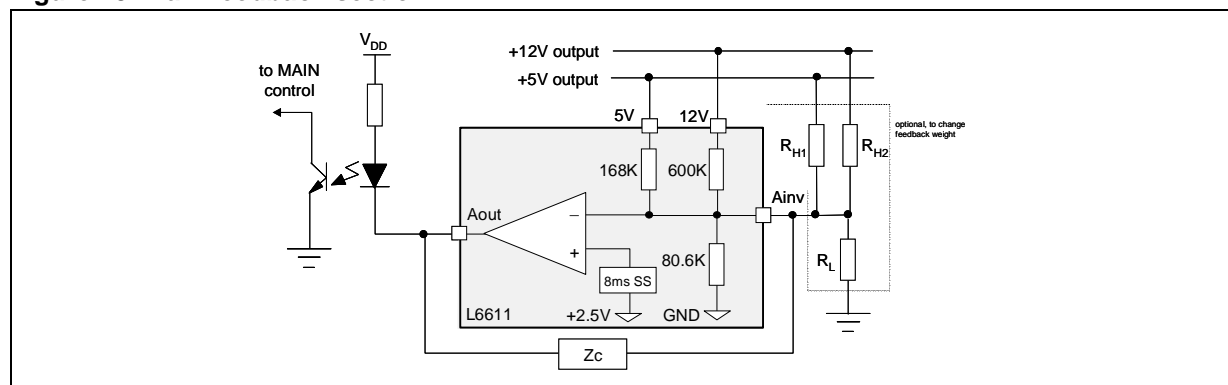 V_DD
to MAIN
control
+12V output
+5V output
5V
12V
optional, to change
feedback weight
R_H1
R_H2
168K
600K
Ainv
Aout
−
+
80.6K
R_L
8ms SS
L6611
+2.5V
GND
Zc